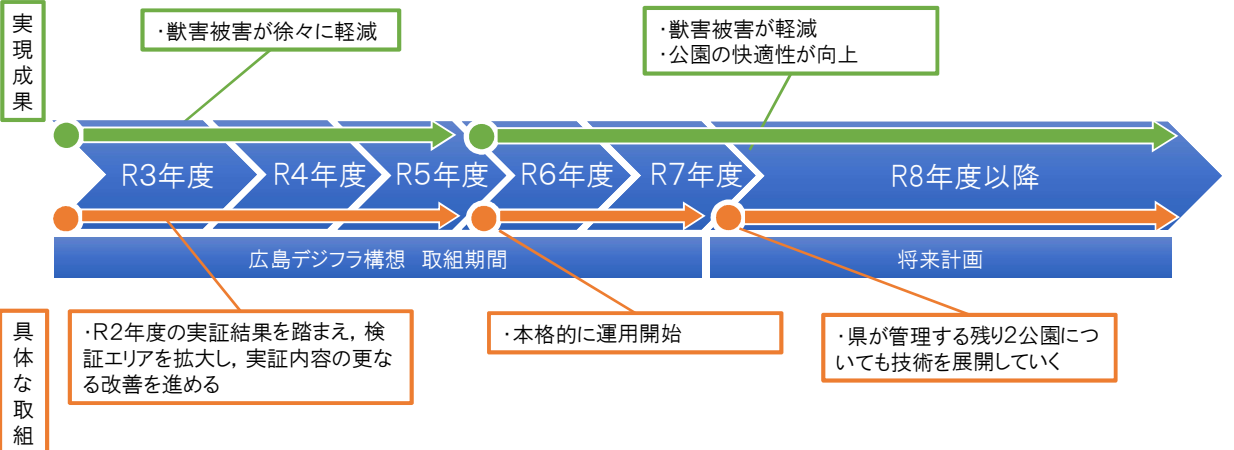 実現成果
・獣害被害が徐々に軽減
・獣害被害が軽減
・公園の快適性が向上
R3年度
R4年度
R5年度
R6年度
R7年度
R8年度以降
広島デジフラ構想 取組期間
将来計画
具体な取組
・R2年度の実証結果を踏まえ，検
証エリアを拡大し，実証内容の更な
る改善を進める
・本格的に運用開始
・県が管理する残り2公園につ
いても技術を展開していく